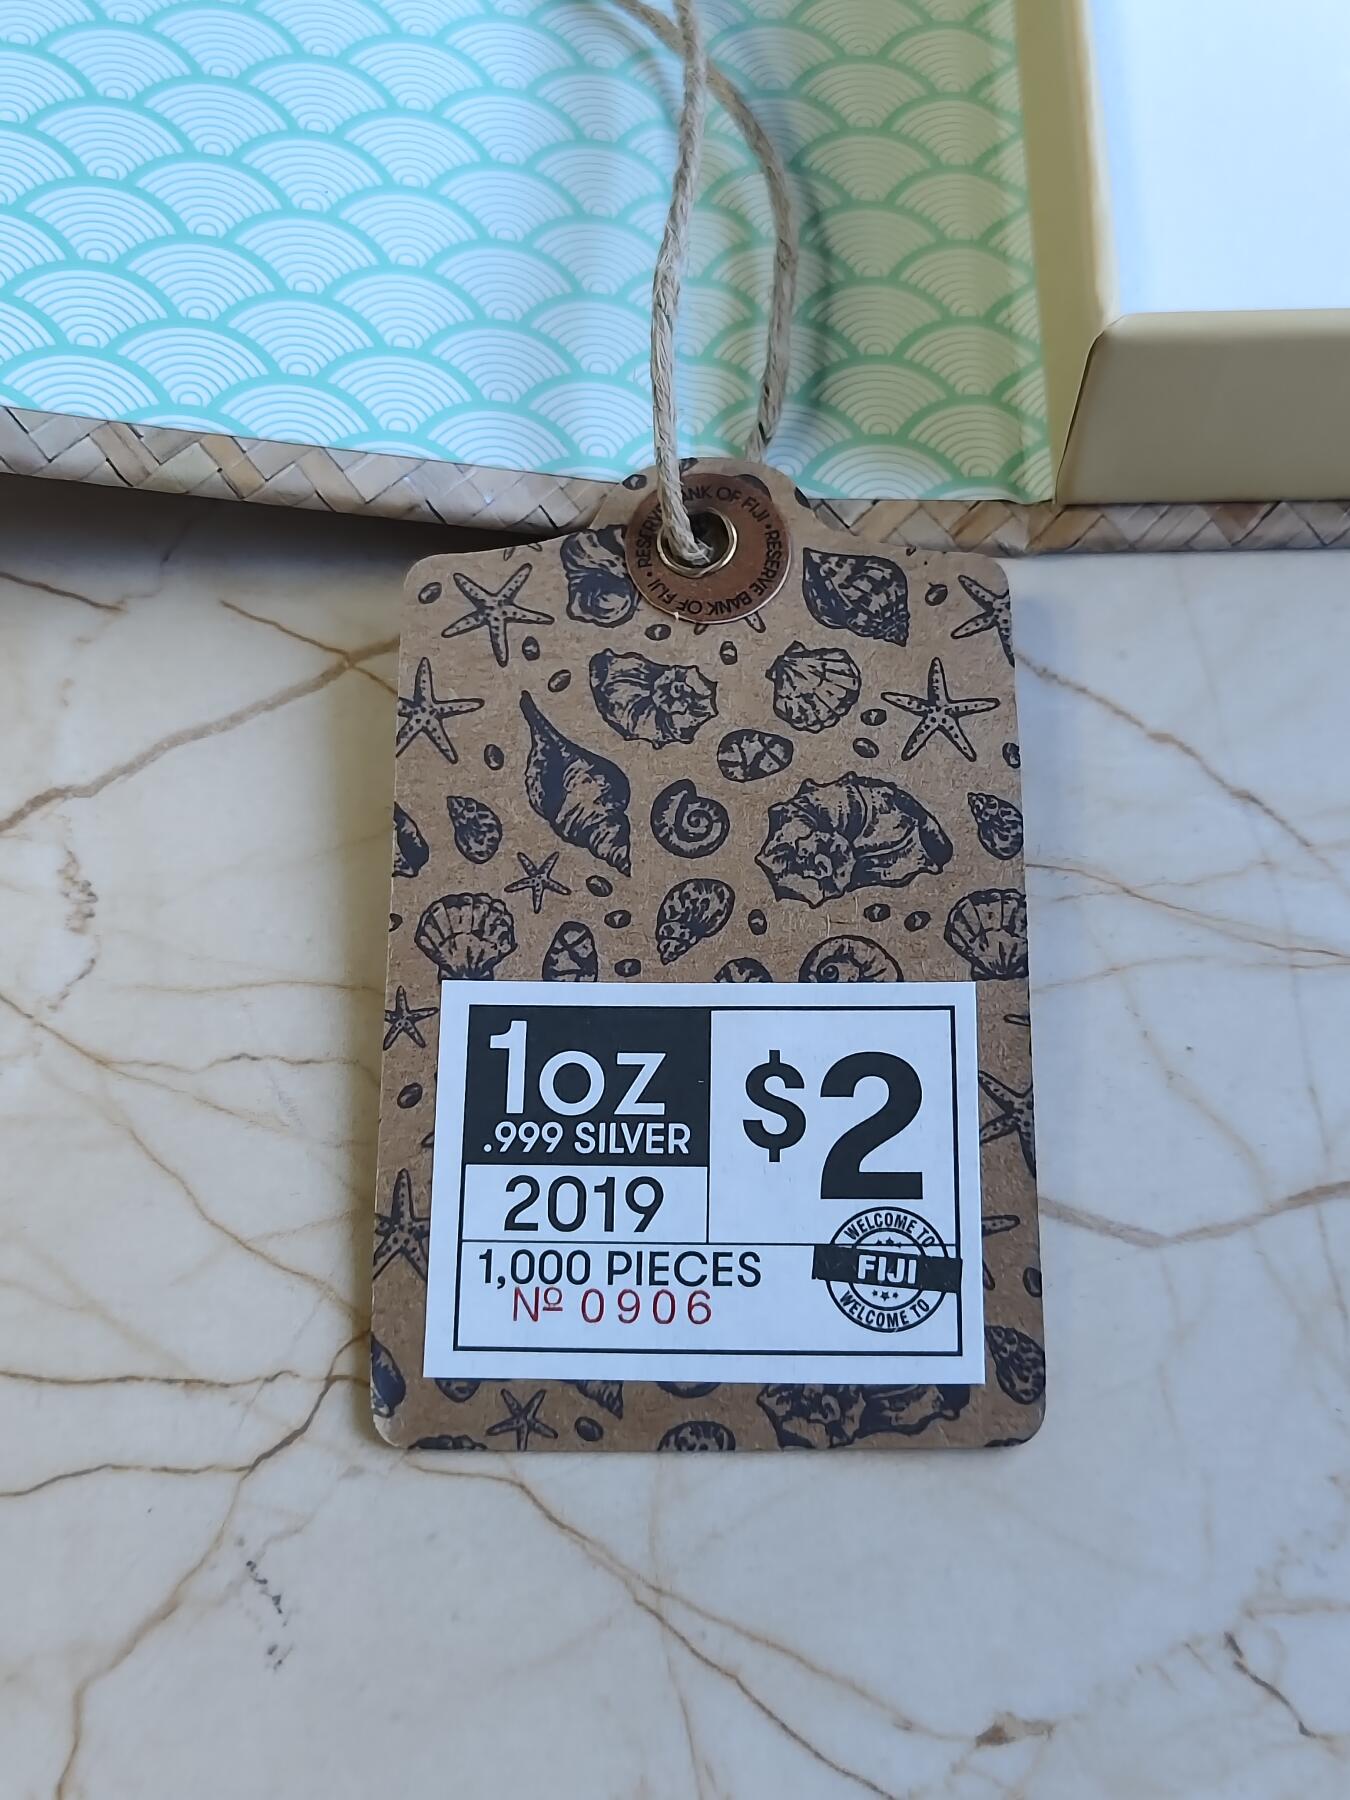 RESERVE BANK OF FIJI • RESERVE BANK OF FIJI •
1oz
.999 SILVER
$2
2019
1,000 PIECES
Nº 0906
WELCOME TO
FIJI
WELCOME TO